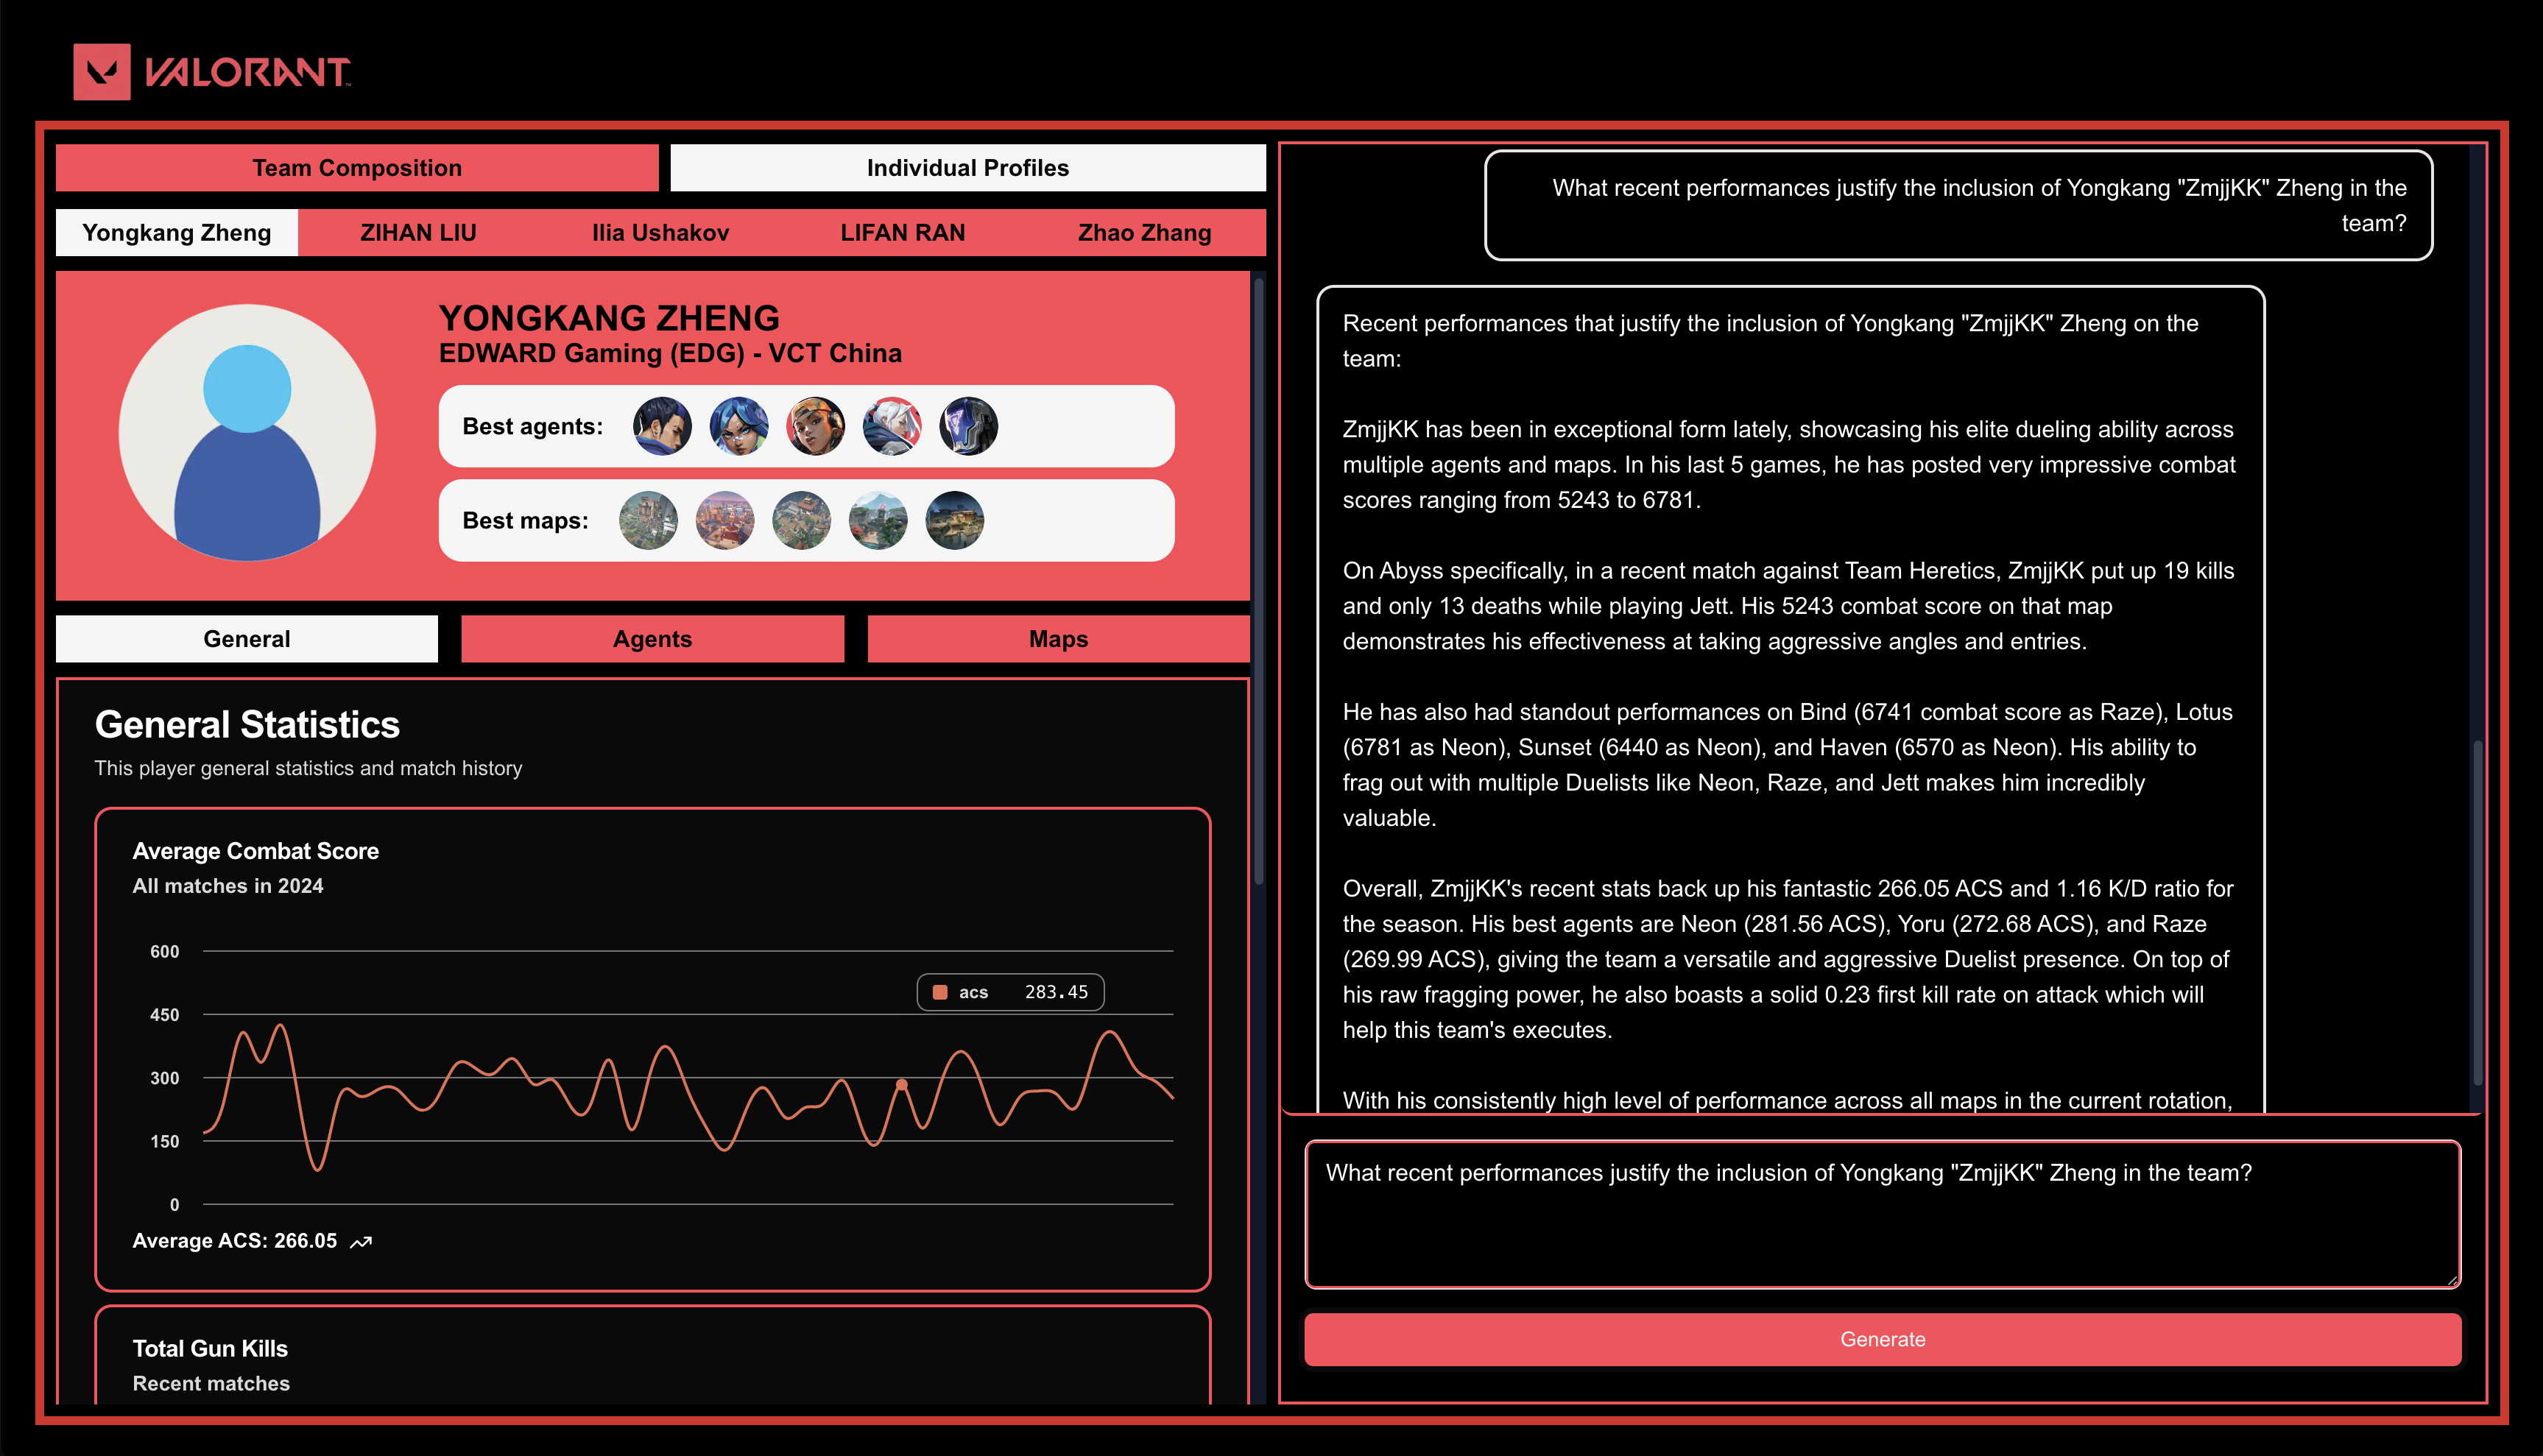 VALORANT
Team Composition
Individual Profiles
Yongkang Zheng
ZIHAN LIU
Ilia Ushakov
LIFAN RAN
Zhao Zhang
YONGKANG ZHENG
EDWARD Gaming (EDG) - VCT China
Best agents:
Best maps:
General
Agents
Maps
General Statistics
This player general statistics and match history
Average Combat Score
All matches in 2024
600
acs 283.45
450
300
150
0
Average ACS: 266.05
Total Gun Kills
Recent matches
What recent performances justify the inclusion of Yongkang "ZmjjKK" Zheng in the
team?
Recent performances that justify the inclusion of Yongkang "ZmjjKK" Zheng on the
team:
ZmjjKK has been in exceptional form lately, showcasing his elite dueling ability across
multiple agents and maps. In his last 5 games, he has posted very impressive combat
scores ranging from 5243 to 6781.
On Abyss specifically, in a recent match against Team Heretics, ZmjjKK put up 19 kills
and only 13 deaths while playing Jett. His 5243 combat score on that map
demonstrates his effectiveness at taking aggressive angles and entries.
He has also had standout performances on Bind (6741 combat score as Raze), Lotus
(6781 as Neon), Sunset (6440 as Neon), and Haven (6570 as Neon). His ability to
frag out with multiple Duelists like Neon, Raze, and Jett makes him incredibly
valuable.
Overall, ZmjjKK's recent stats back up his fantastic 266.05 ACS and 1.16 K/D ratio for
the season. His best agents are Neon (281.56 ACS), Yoru (272.68 ACS), and Raze
(269.99 ACS), giving the team a versatile and aggressive Duelist presence. On top of
his raw fragging power, he also boasts a solid 0.23 first kill rate on attack which will
help this team's executes.
With his consistently high level of performance across all maps in the current rotation,
What recent performances justify the inclusion of Yongkang "ZmjjKK" Zheng in the team?
Generate